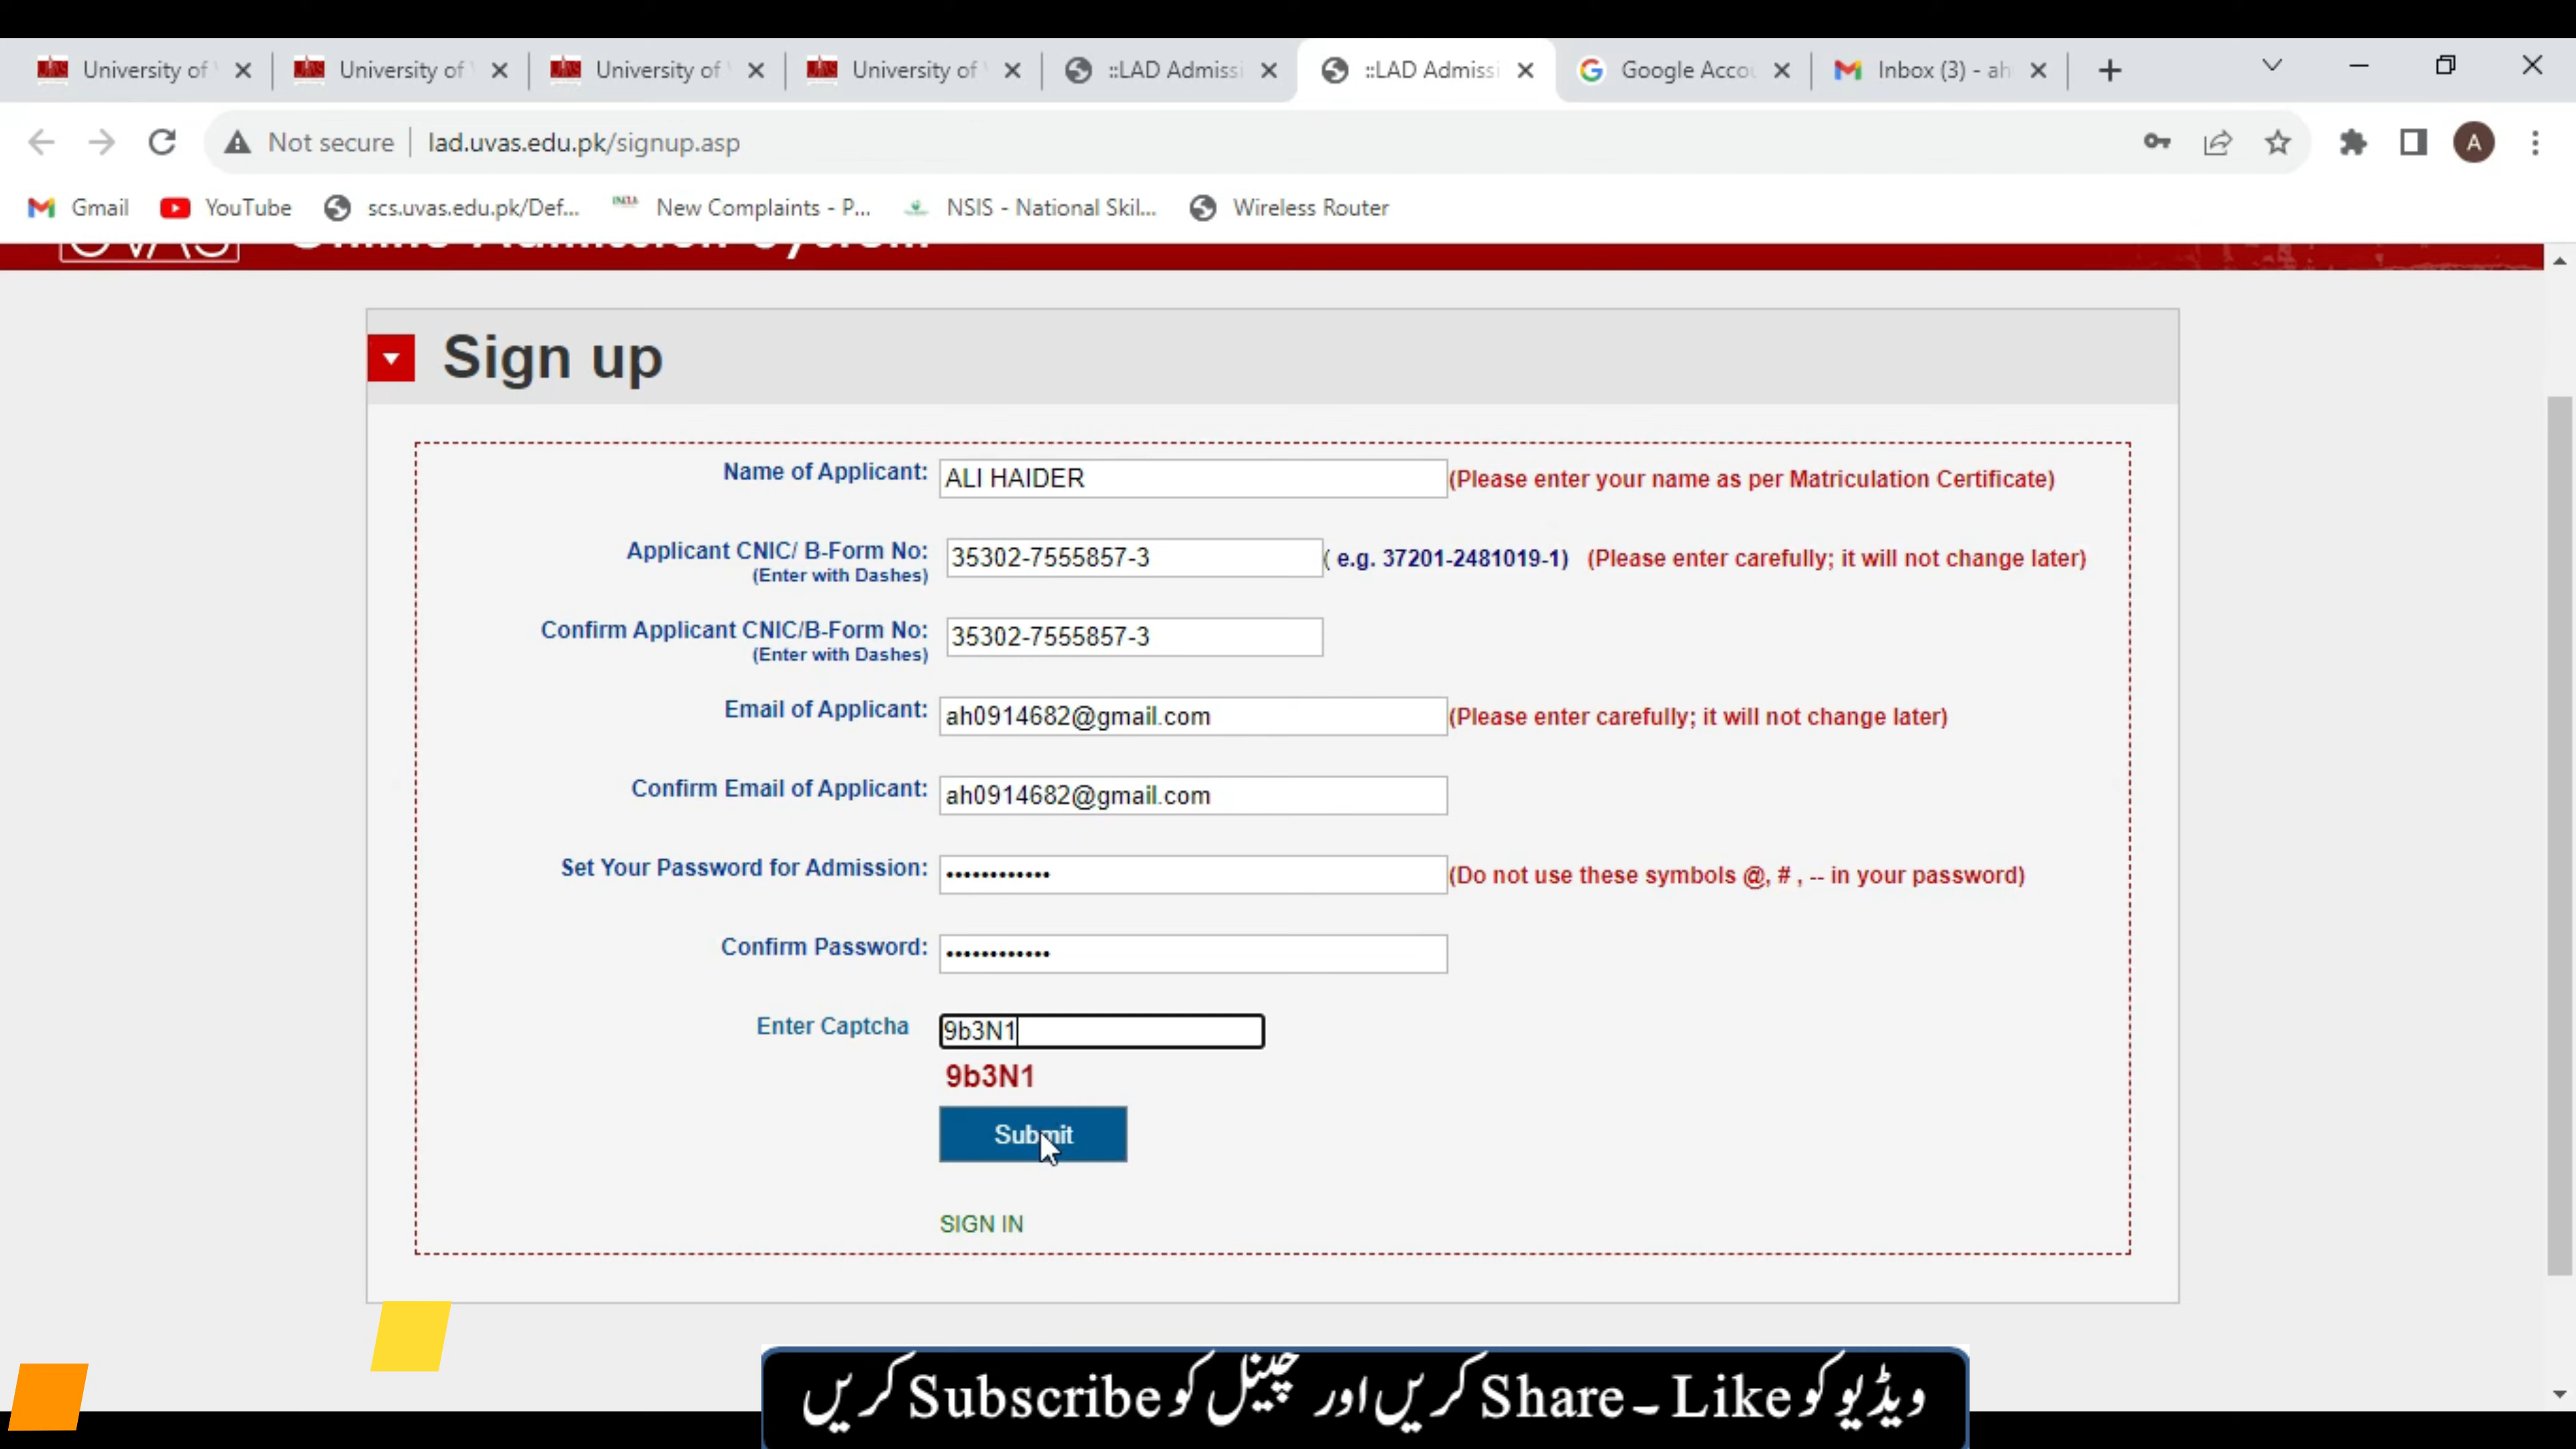 University of
University of
University of
University of
::LAD Admissi
::LAD Admissi
Google Accou
Inbox (3) - ah
Not secure
lad.uvas.edu.pk/signup.asp
A
Gmail
YouTube
scs.uvas.edu.pk/Def...
New Complaints - P...
NSIS - National Skil...
Wireless Router
UVAS
Online Admission System
Sign up
Name of Applicant: ALI HAIDER (Please enter your name as per Matriculation Certificate)
Applicant CNIC/ B-Form No: 35302-7555857-3 ( e.g. 37201-2481019-1) (Please enter carefully; it will not change later)
(Enter with Dashes)
Confirm Applicant CNIC/B-Form No: 35302-7555857-3
(Enter with Dashes)
Email of Applicant: ah0914682@gmail.com (Please enter carefully; it will not change later)
Confirm Email of Applicant: ah0914682@gmail.com
Set Your Password for Admission: •••••••••••• (Do not use these symbols @, # , -- in your password)
Confirm Password: ••••••••••••
Enter Captcha 9b3N1
9b3N1
Submit
SIGN IN
ویڈیو کو Like ۔ Share کریں اور چینل کو Subscribe کریں